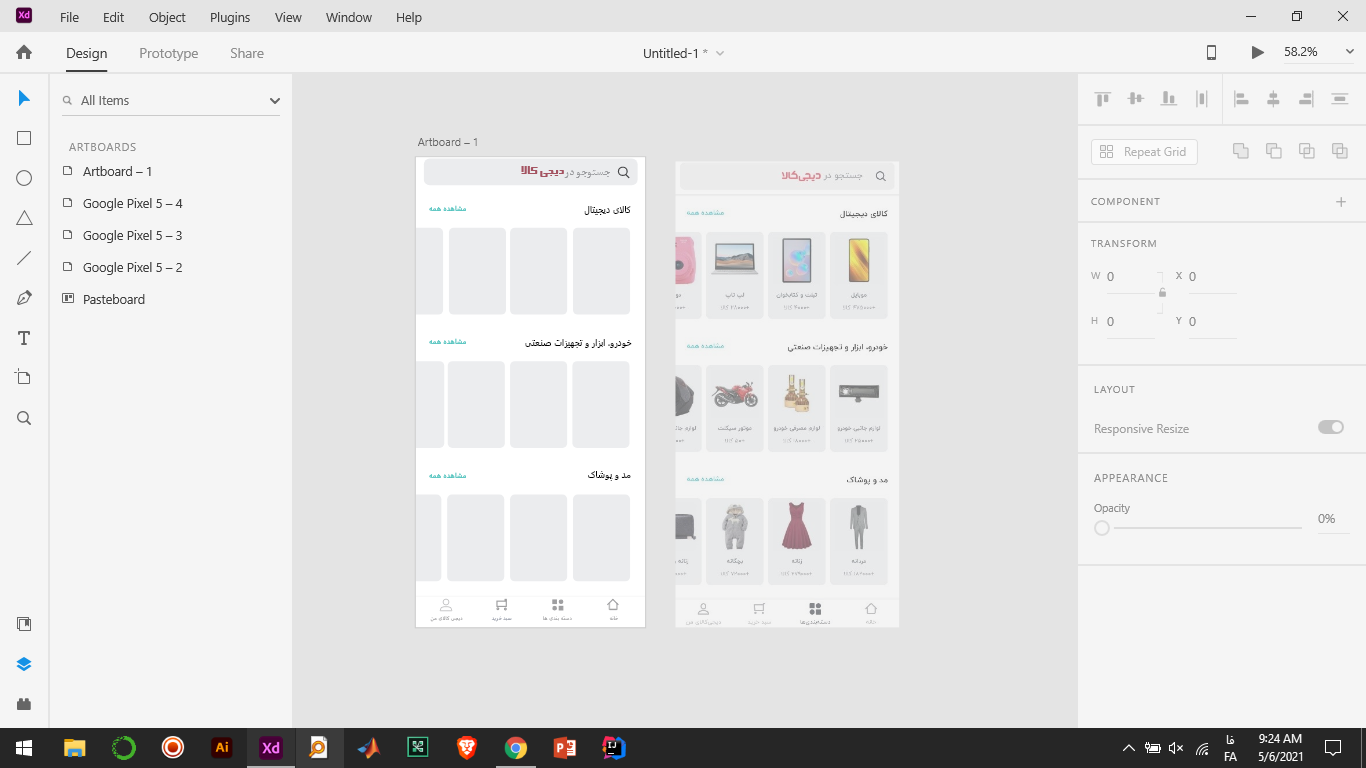 File Edit Object Plugins View Window Help
Design Prototype Share
Untitled-1 *
58.2%
All Items
ARTBOARDS
Artboard – 1
Google Pixel 5 – 4
Google Pixel 5 – 3
Google Pixel 5 – 2
Pasteboard
Artboard – 1
جستوجو در دیجی کالا
کالای دیجیتال
مشاهده همه
خودرو، ابزار و تجهیزات صنعتی
مشاهده همه
مد و پوشاک
مشاهده همه
خانه
دسته بندی ها
سبد خرید
دیجی کالای من
جستجو در دیجی‌کالا
کالای دیجیتال
مشاهده همه
موبایل
تبلت و کتابخوان
لپ تاپ
خودرو، ابزار و تجهیزات صنعتی
مشاهده همه
لوازم جانبی خودرو
لوازم مصرفی خودرو
موتور سیکلت
مد و پوشاک
مشاهده همه
مردانه
زنانه
بچگانه
خانه
دسته‌بندی‌ها
سبد خرید
دیجی‌کالای من
Repeat Grid
COMPONENT
TRANSFORM
W 0 X 0
H 0 Y 0
LAYOUT
Responsive Resize
APPEARANCE
Opacity
0%
Xd
Ai
Xd
IJ
فا
FA
9:24 AM
5/6/2021